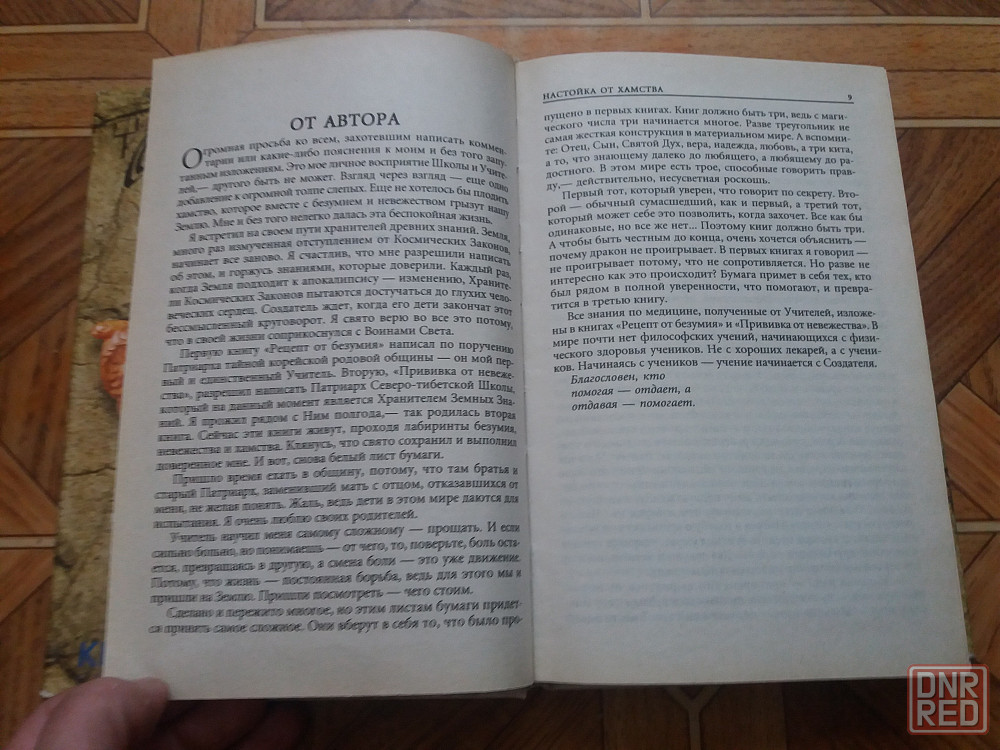 ОТ АВТОРА
Огромная просьба ко всем, захотевшим написать коммен-
тарии или какие-либо пояснения к моим и без того запу-
танным изложениям. Это мое личное восприятие Школы и Учите-
лей,— другого быть не может. Взгляд через взгляд — еще одно
добавление к огромной толпе слепых. Еще не хотелось бы плодить
хамство, которое вместе с безумием и невежеством грызут нашу
Землю. Мне и без того нелегко далась эта беспокойная жизнь.
Я встретил на своем пути хранителей древних знаний. Земля,
много раз измученная отступлением от Космических Законов,
начинает все заново. Я счастлив, что мне разрешили написать
об этом, и горжусь знаниями, которые доверили. Каждый раз,
когда Земля подходит к апокалипсису — изменению, Храните-
ли Космических Законов пытаются достучаться до глухих чело-
веческих сердец. Создатель ждет, когда его дети закончат этот
бессмысленный круговорот. Я свято верю во все это потому,
что в своей жизни соприкоснулся с Воинами Света.
Первую книгу «Рецепт от безумия» написал по поручению
Патриарха тайной корейской родовой общины — он мой пер-
вый и единственный Учитель. Вторую, «Прививка от невеже-
ства», разрешил написать Патриарх Северо-тибетской Школы,
который на данный момент является Хранителем Земных Зна-
ний. Я прожил рядом с Ним полгода,— так родилась вторая
книга. Сейчас эти книги живут, проходя лабиринты безумия,
невежества и хамства. Клянусь, что свято сохранил и выполнил
доверенное мне. И вот, снова белый лист бумаги.
Пришло время ехать в общину, потому, что там братья и
старый Патриарх, заменивший мать с отцом, отказавшихся от
меня, не желая понять. Жаль, ведь дети в этом мире даются для
испытания. Я очень люблю своих родителей.
Учитель научил меня самому сложному — прощать. И если
сильно больно, но понимаешь — от чего, то, поверьте, боль оста-
ется, превращаясь в другую, а смена боли — это уже движение.
Потому, что жизнь — постоянная борьба, ведь для этого мы и
пришли на Землю. Пришли посмотреть — чего стоим.
Сделано и пережито многое, но этим листам бумаги придет-
ся принять самое сложное. Они вберут в себя то, что было про-
НАСТОЙКА ОТ ХАМСТВА 9
пущено в первых книгах. Книг должно быть три, ведь с маги-
ческого числа три начинается многое. Разве треугольник не
самая жесткая конструкция в материальном мире. А вспомни-
те: Отец, Сын, Святой Дух, вера, надежда, любовь, а три кита,
а то, что знающему далеко до любящего, а любящему до ра-
достного. В этом мире есть трое, способные говорить прав-
ду,— действительно, несусветная роскошь.
Первый тот, который уверен, что говорит по секрету. Вто-
рой — обычный сумасшедший, как и первый, а третий тот,
который может себе это позволить, когда захочет. Все как бы
одинаковые, но все же нет... Поэтому книг должно быть три.
А чтобы быть честным до конца, очень хочется объяснить —
почему дракон не проигрывает. В первых книгах я говорил —
не проигрывает потому, что не сопротивляется. Но разве не
интересно как это происходит? Бумага примет в себя тех, кто
был рядом в полной уверенности, что помогают, и превра-
тится в третью книгу.
Все знания по медицине, полученные от Учителей, изложе-
ны в книгах «Рецепт от безумия» и «Прививка от невежества». В
мире почти нет философских учений, начинающихся с физи-
ческого здоровья учеников. Не с хороших лекарей, а с учени-
ков. Начинаясь с учеников — учение начинается с Создателя.
Благословен, кто
помогая — отдает, а
отдавая — помогает.
DNR
RED